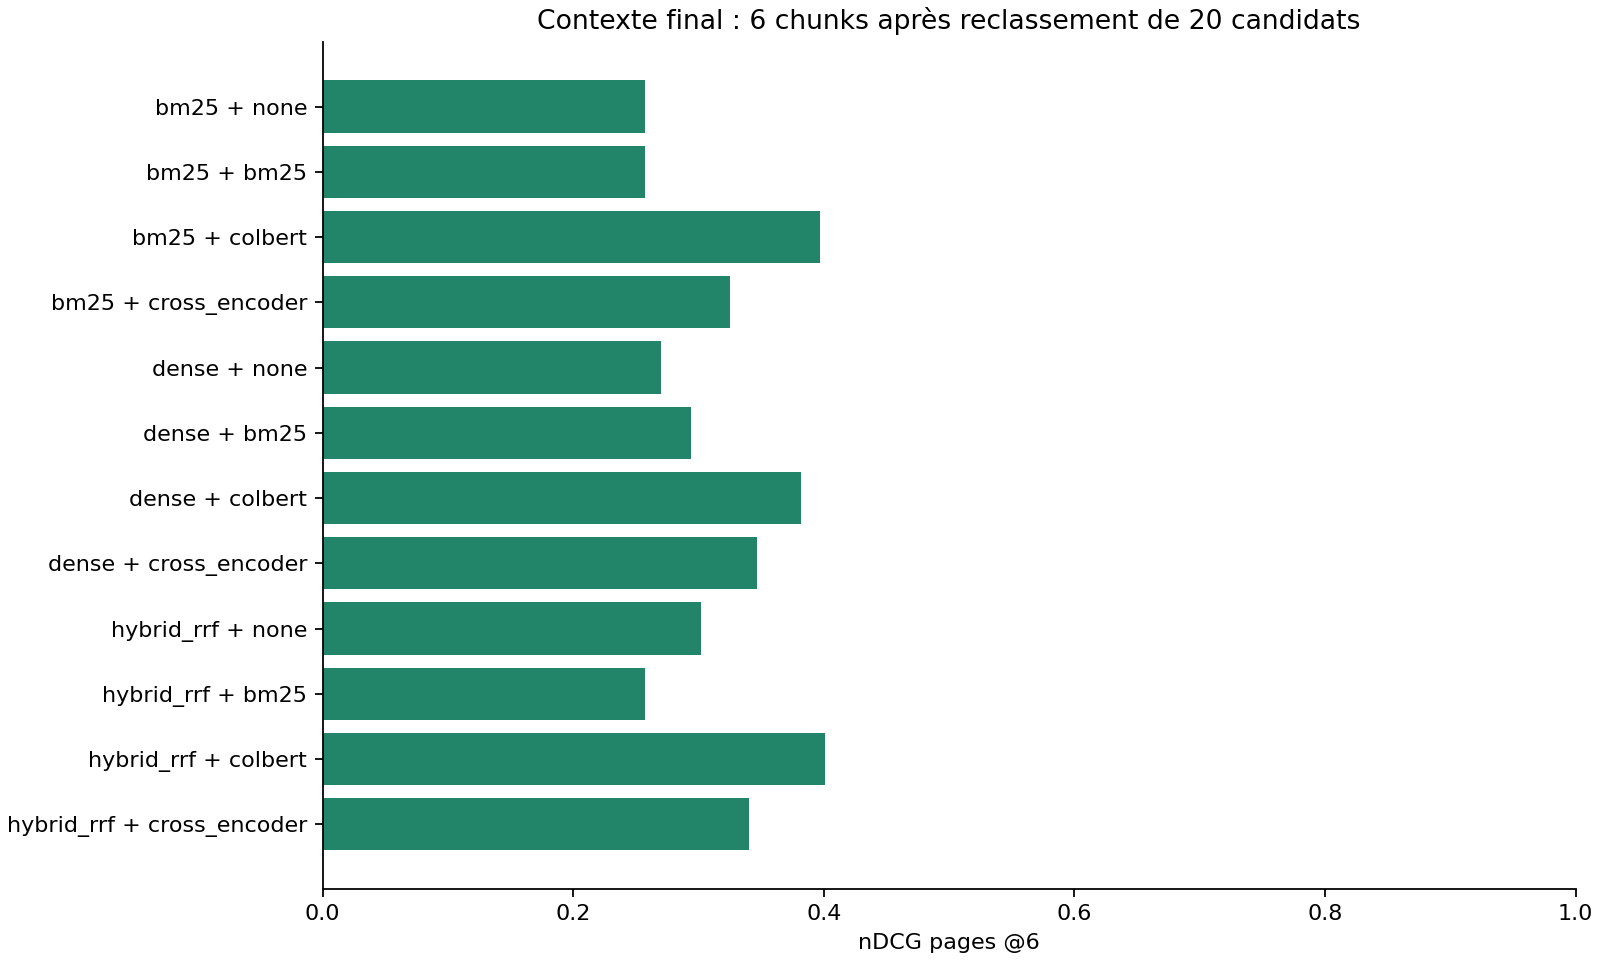 Contexte final : 6 chunks après reclassement de 20 candidats
bm25 + none
bm25 + bm25
bm25 + colbert
bm25 + cross_encoder
dense + none
dense + bm25
dense + colbert
dense + cross_encoder
hybrid_rrf + none
hybrid_rrf + bm25
hybrid_rrf + colbert
hybrid_rrf + cross_encoder
0.0 0.2 0.4 0.6 0.8 1.0
nDCG pages @6